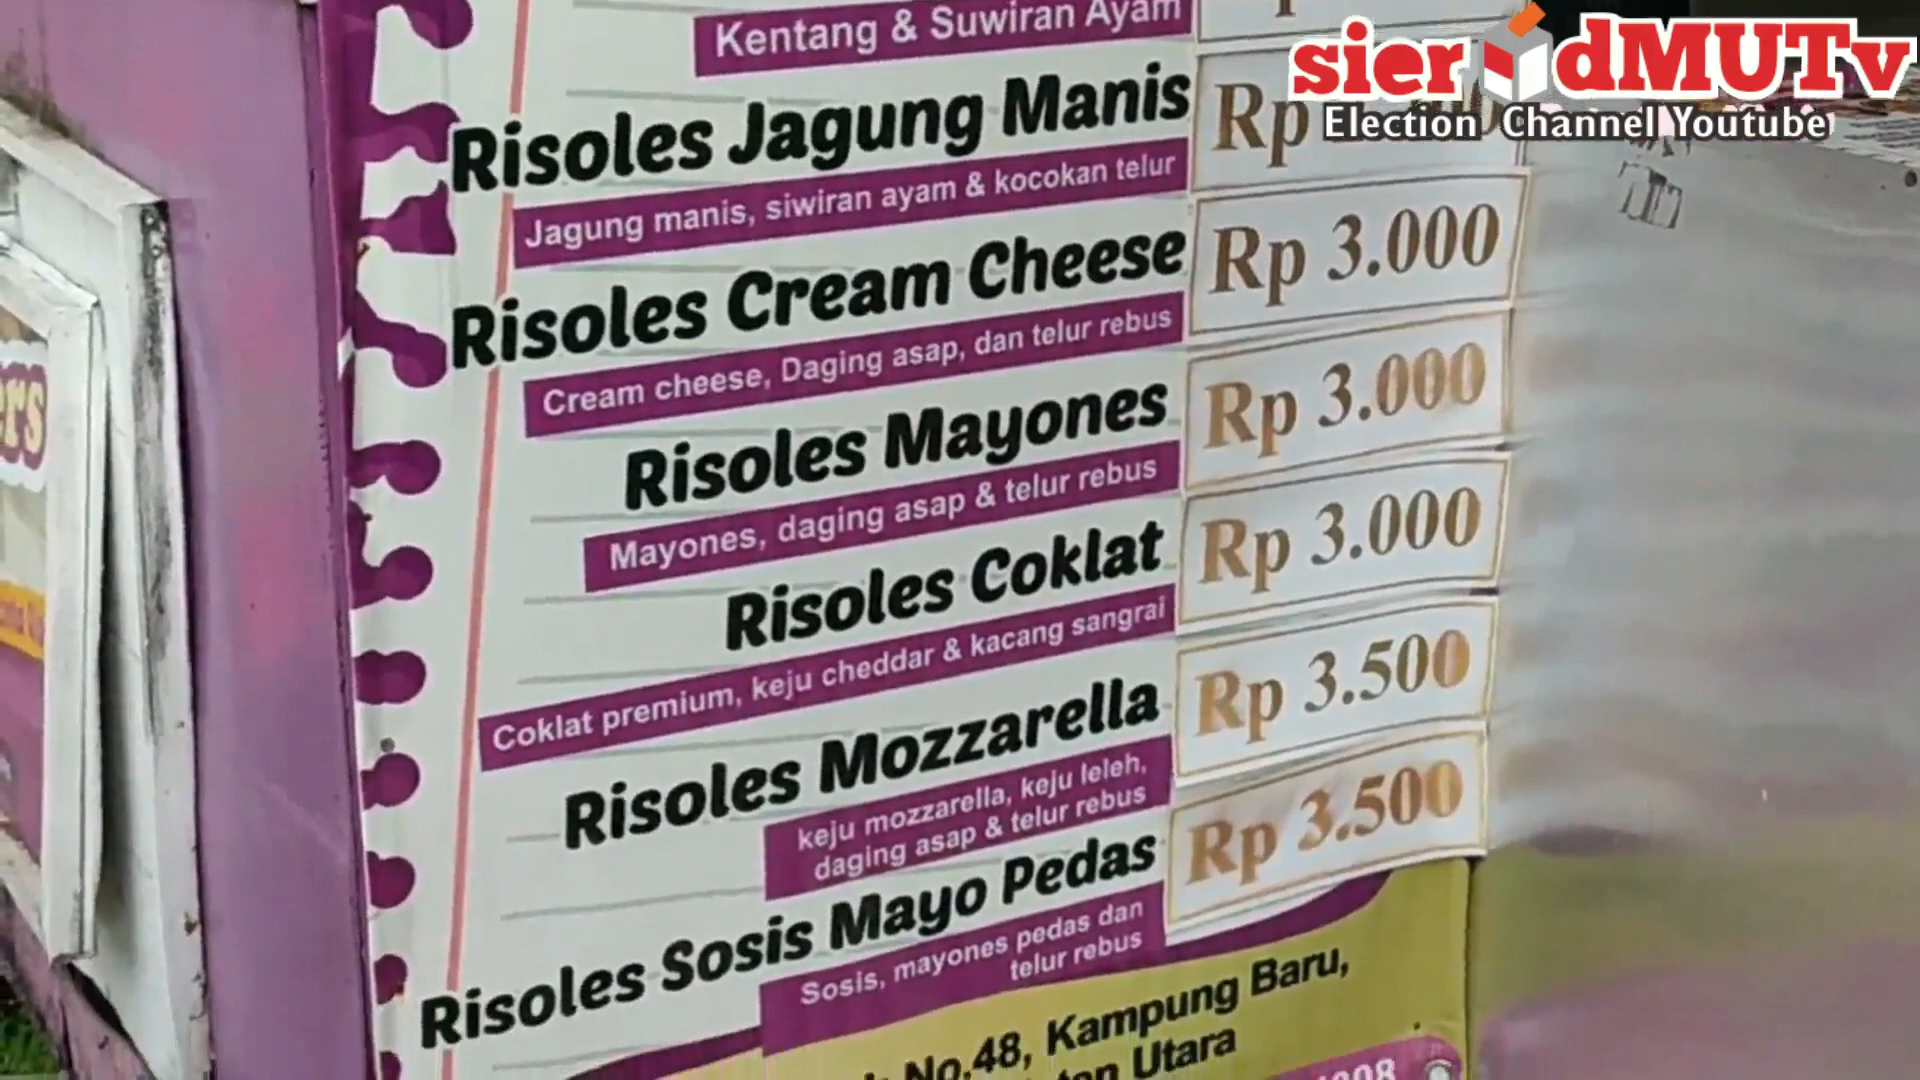 Kentang & Suwiran Ayam
sier dMUTv
Election Channel Youtube
Risoles Jagung Manis Rp
Jagung manis, siwiran ayam & kocokan telur
Risoles Cream Cheese Rp 3.000
Cream cheese, Daging asap, dan telur rebus
Risoles Mayones Rp 3.000
Mayones, daging asap & telur rebus
Risoles Coklat Rp 3.000
Coklat premium, keju cheddar & kacang sangrai
Risoles Mozzarella Rp 3.500
keju mozzarella, keju leleh,
daging asap & telur rebus
Risoles Sosis Mayo Pedas Rp 3.500
Sosis, mayones pedas dan
telur rebus
No.48, Kampung Baru,
Utara